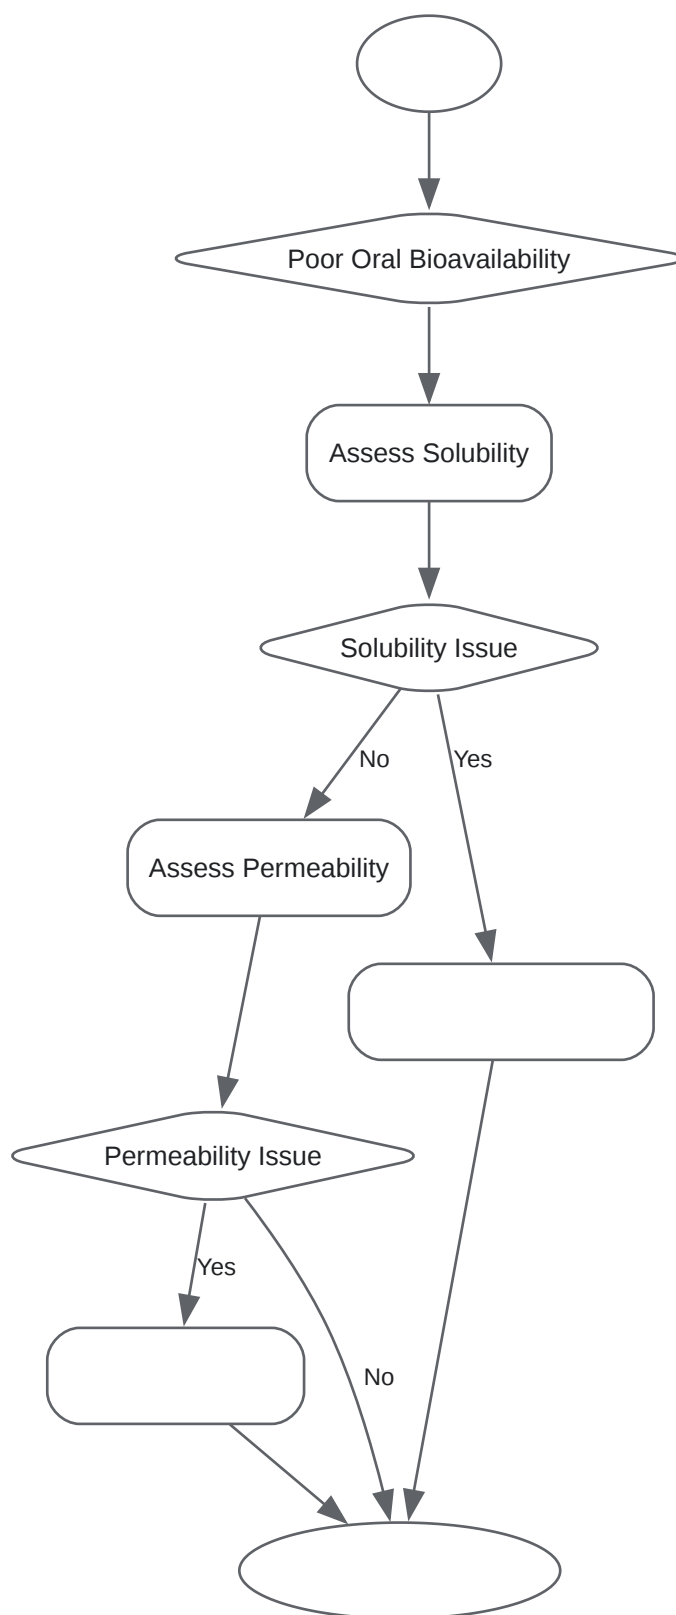 Poor Oral Bioavailability
Assess Solubility
Solubility Issue
No
Yes
Assess Permeability
Permeability Issue
Yes
No